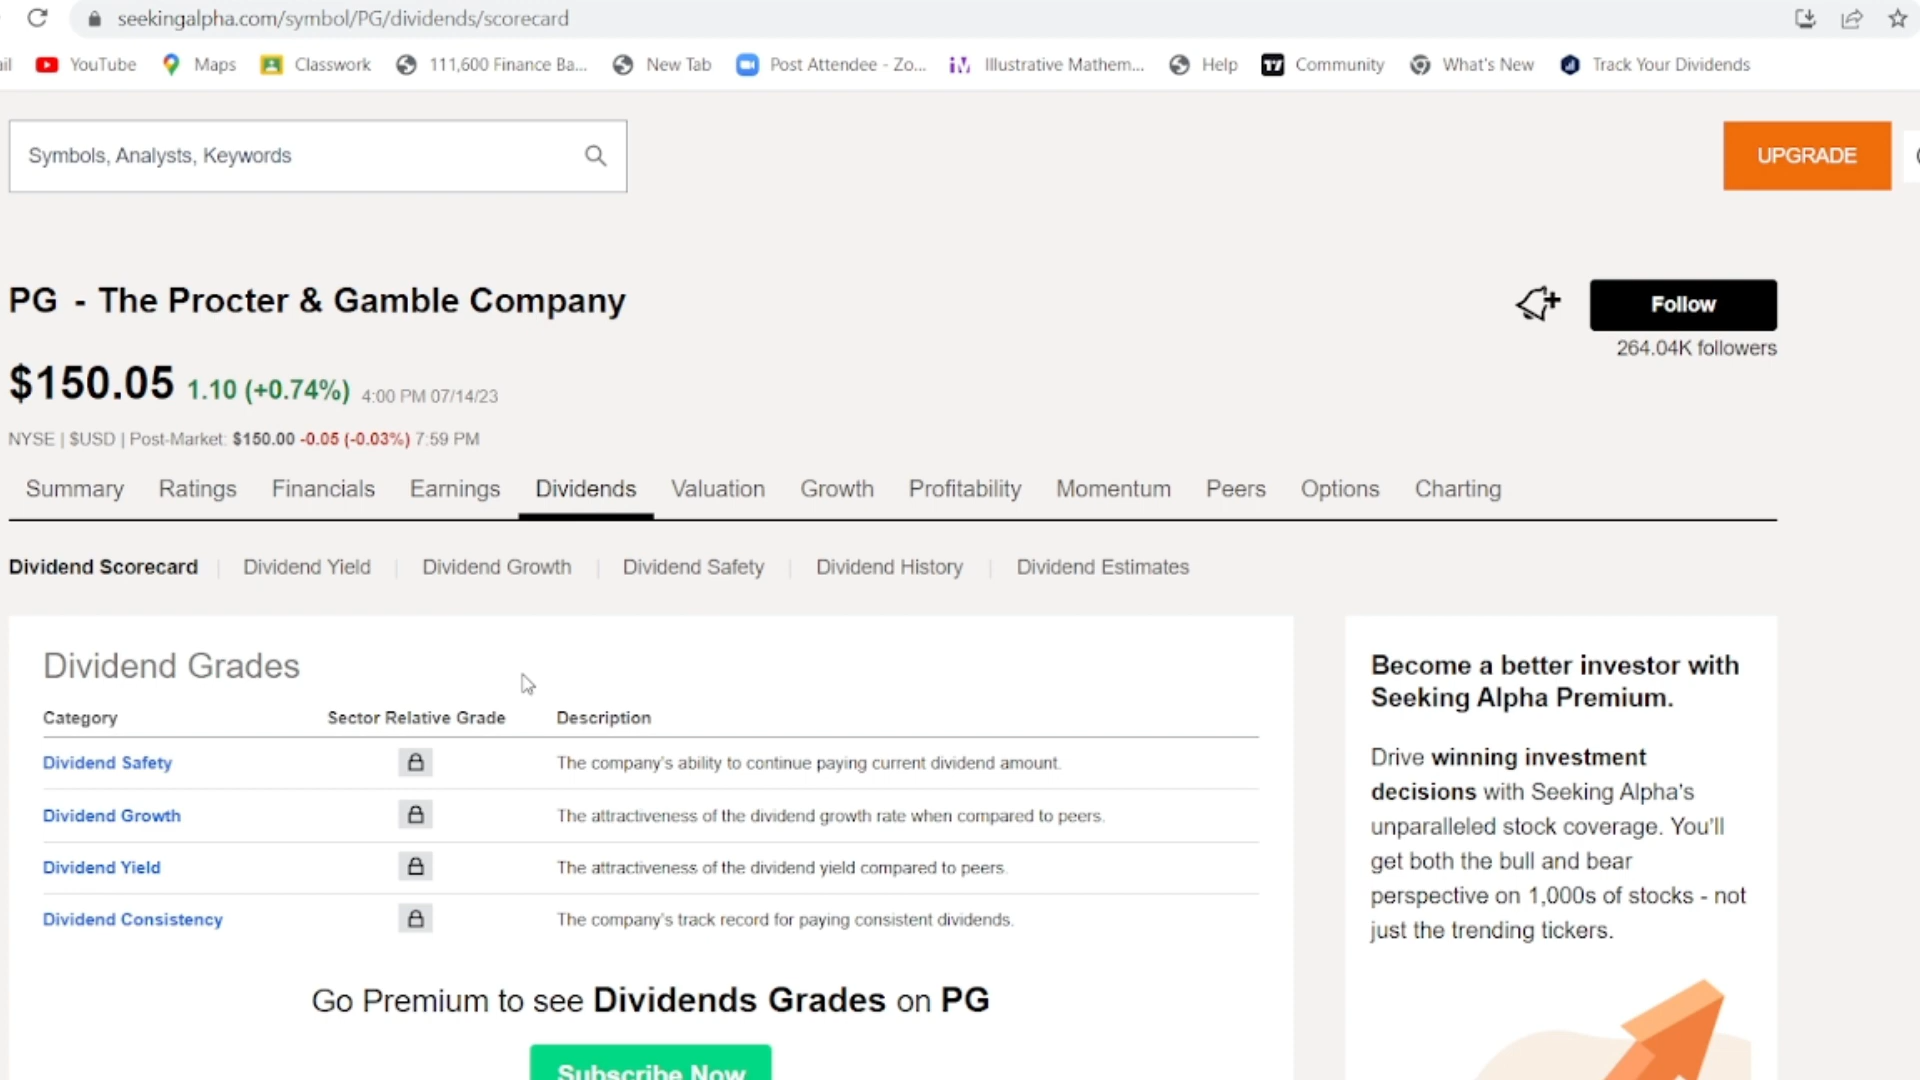 seekingalpha.com/symbol/PG/dividends/scorecard
YouTube Maps Classwork 111,600 Finance Ba... New Tab Post Attendee - Zo... Illustrative Mathem... Help Community What's New Track Your Dividends
Symbols, Analysts, Keywords
UPGRADE
PG - The Procter & Gamble Company
Follow
264.04K followers
$150.05 1.10 (+0.74%) 4:00 PM 07/14/23
NYSE | $USD | Post-Market: $150.00 -0.05 (-0.03%) 7:59 PM
Summary Ratings Financials Earnings Dividends Valuation Growth Profitability Momentum Peers Options Charting
Dividend Scorecard | Dividend Yield | Dividend Growth | Dividend Safety | Dividend History | Dividend Estimates
Dividend Grades
Category Sector Relative Grade Description
Dividend Safety The company's ability to continue paying current dividend amount.
Dividend Growth The attractiveness of the dividend growth rate when compared to peers.
Dividend Yield The attractiveness of the dividend yield compared to peers.
Dividend Consistency The company's track record for paying consistent dividends.
Go Premium to see Dividends Grades on PG
Subscribe Now
Become a better investor with
Seeking Alpha Premium.
Drive winning investment
decisions with Seeking Alpha's
unparalleled stock coverage. You'll
get both the bull and bear
perspective on 1,000s of stocks - not
just the trending tickers.